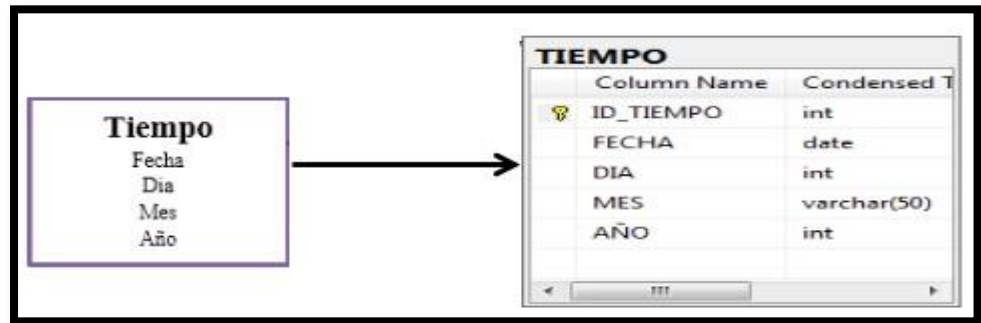 Tiempo
Fecha
Dia
Mes
Año
TIEMPO
Column Name Condensed T
ID_TIEMPO int
FECHA date
DIA int
MES varchar(50)
AÑO int